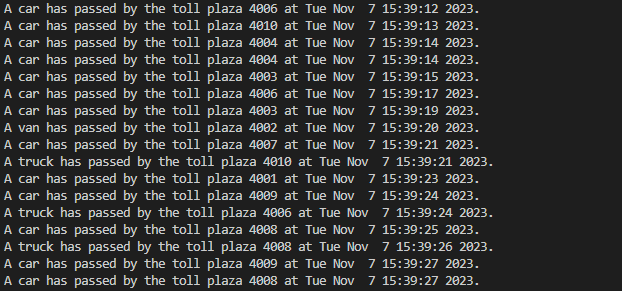 A car has passed by the toll plaza 4006 at Tue Nov  7 15:39:12 2023.
A car has passed by the toll plaza 4010 at Tue Nov  7 15:39:13 2023.
A car has passed by the toll plaza 4004 at Tue Nov  7 15:39:14 2023.
A car has passed by the toll plaza 4004 at Tue Nov  7 15:39:14 2023.
A car has passed by the toll plaza 4003 at Tue Nov  7 15:39:15 2023.
A car has passed by the toll plaza 4006 at Tue Nov  7 15:39:17 2023.
A car has passed by the toll plaza 4003 at Tue Nov  7 15:39:19 2023.
A van has passed by the toll plaza 4002 at Tue Nov  7 15:39:20 2023.
A car has passed by the toll plaza 4007 at Tue Nov  7 15:39:21 2023.
A truck has passed by the toll plaza 4010 at Tue Nov  7 15:39:21 2023.
A car has passed by the toll plaza 4001 at Tue Nov  7 15:39:23 2023.
A car has passed by the toll plaza 4009 at Tue Nov  7 15:39:24 2023.
A truck has passed by the toll plaza 4006 at Tue Nov  7 15:39:24 2023.
A car has passed by the toll plaza 4008 at Tue Nov  7 15:39:25 2023.
A truck has passed by the toll plaza 4008 at Tue Nov  7 15:39:26 2023.
A car has passed by the toll plaza 4009 at Tue Nov  7 15:39:27 2023.
A car has passed by the toll plaza 4008 at Tue Nov  7 15:39:27 2023.